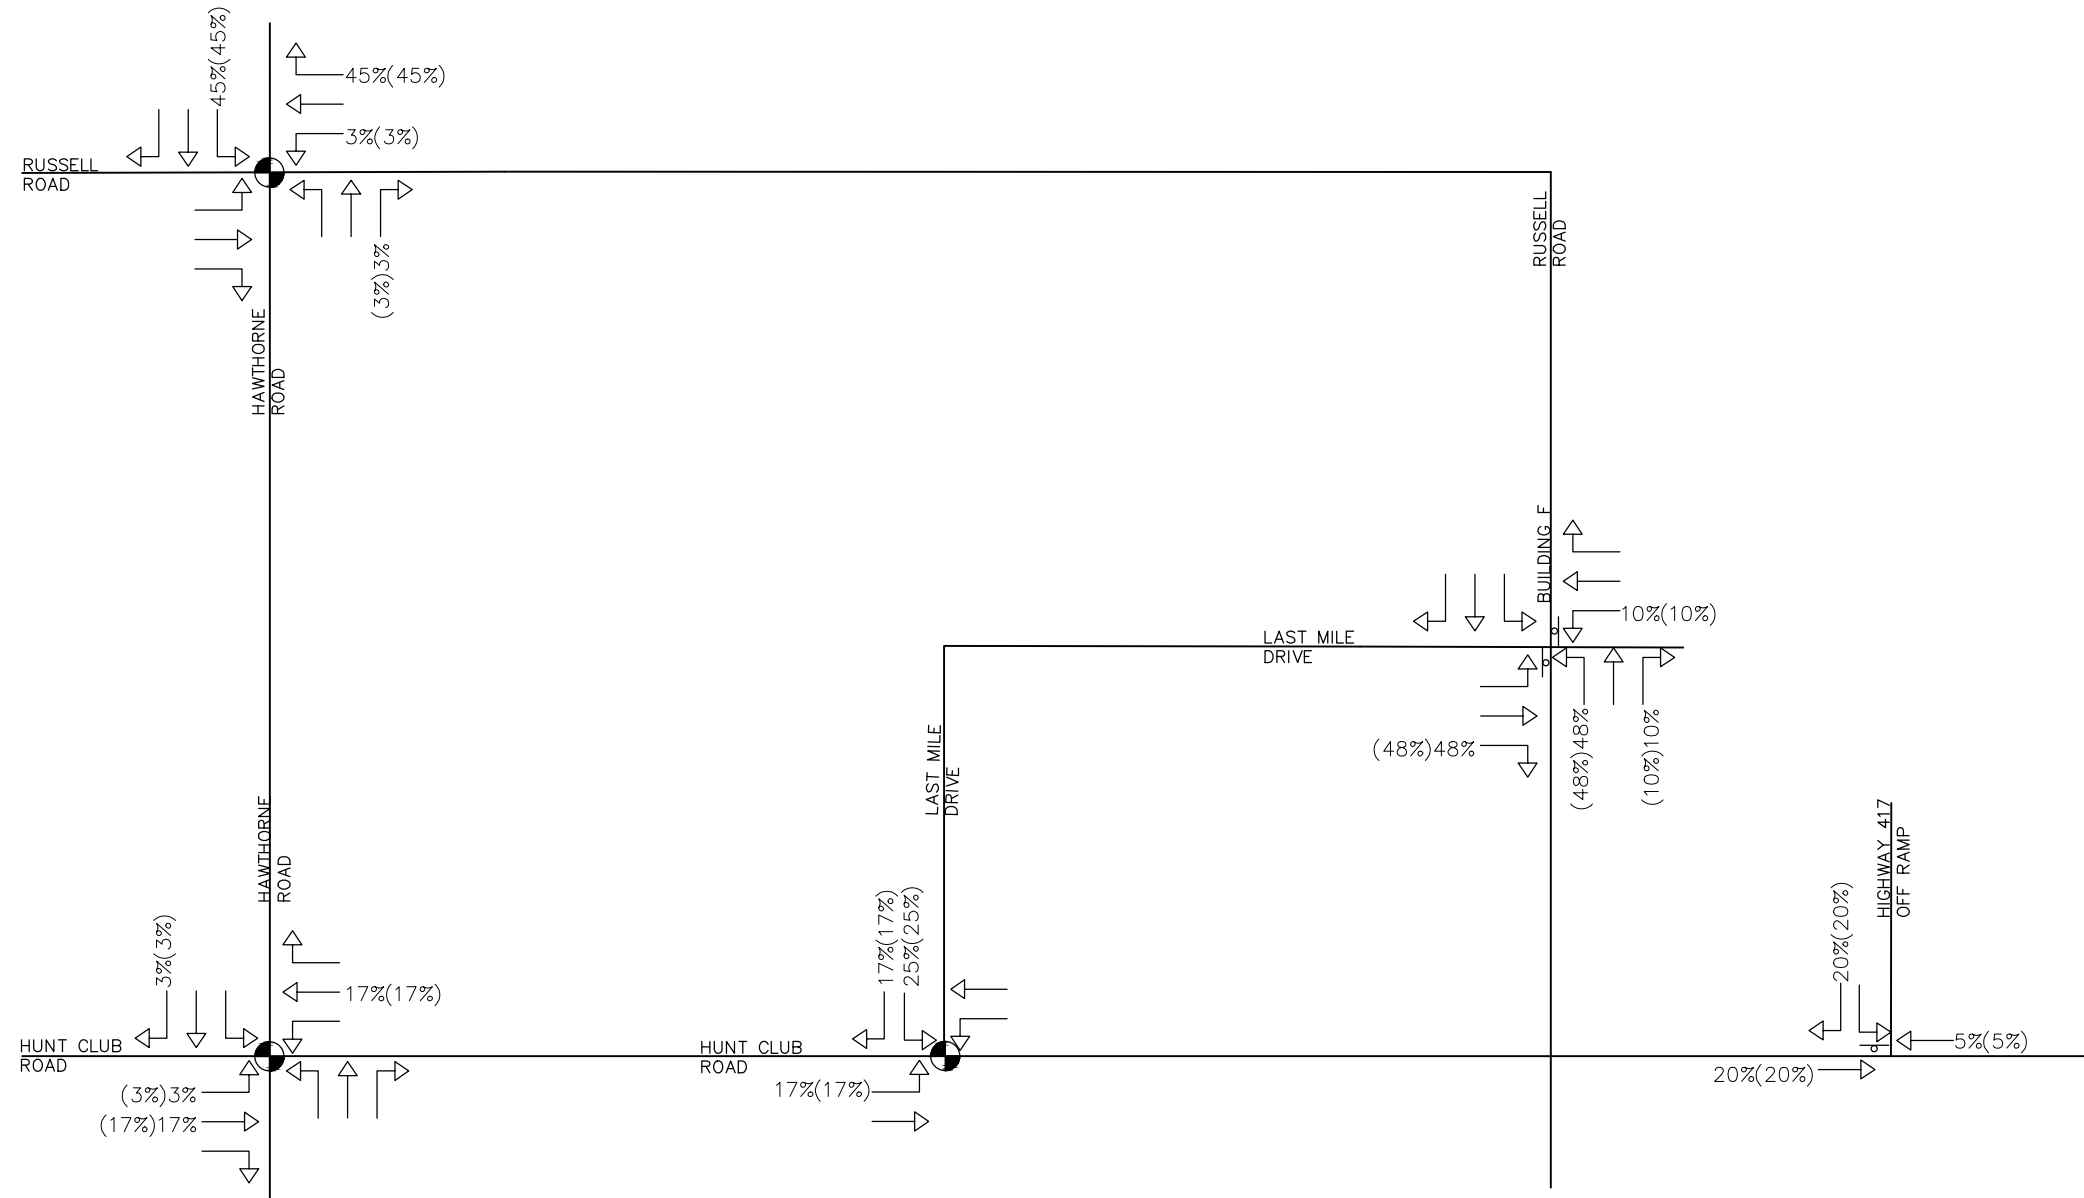 45%(45%)
45%(45%)
3%(3%)
RUSSELL
ROAD
(3%)3%
RUSSELL
ROAD
HAWTHORNE
ROAD
BUILDING F
10%(10%)
LAST MILE
DRIVE
(48%)48%
(48%)48%
(10%)10%
LAST MILE
DRIVE
HAWTHORNE
ROAD
HIGHWAY 417
OFF RAMP
3%(3%)
17%(17%)
17%(17%)
25%(25%)
20%(20%)
HUNT CLUB
ROAD
HUNT CLUB
ROAD
5%(5%)
(3%)3%
(17%)17%
17%(17%)
20%(20%)